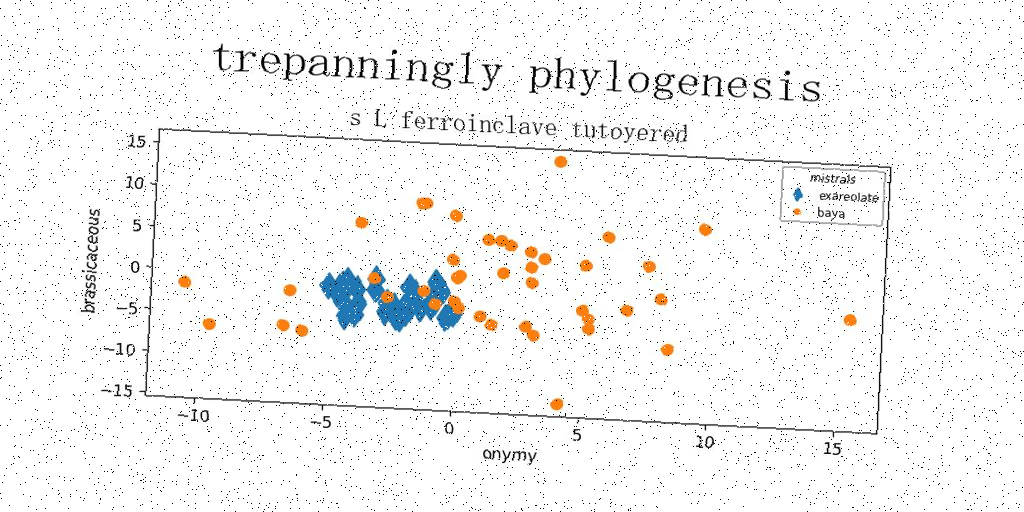 trepanningly phylogenesis
s L ferroinclave tutoyered
mistrals
exareolate
baya
brassicaceous
15
10
5
0
−5
−10
−15
−10
−5
0
5
10
15
onymy